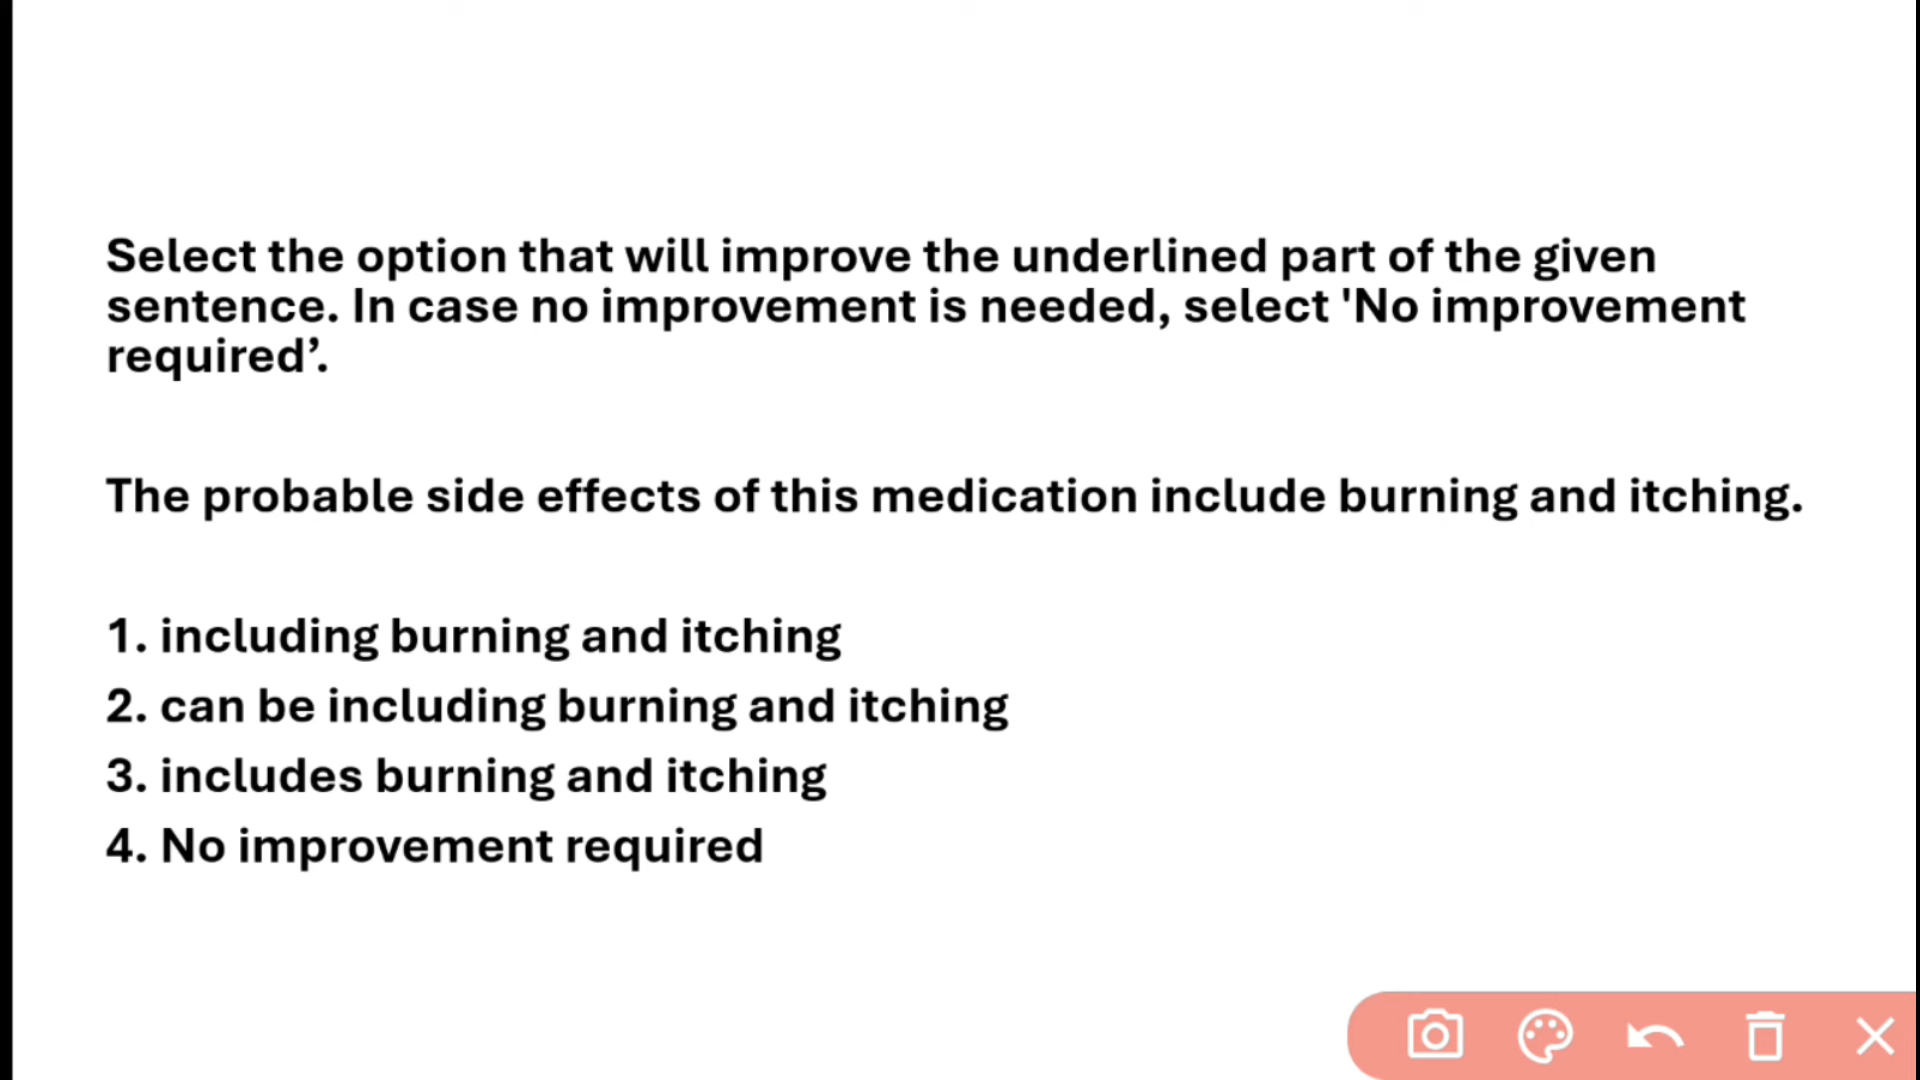 Select the option that will improve the underlined part of the given
sentence. In case no improvement is needed, select 'No improvement
required’.
The probable side effects of this medication include burning and itching.
1. including burning and itching
2. can be including burning and itching
3. includes burning and itching
4. No improvement required